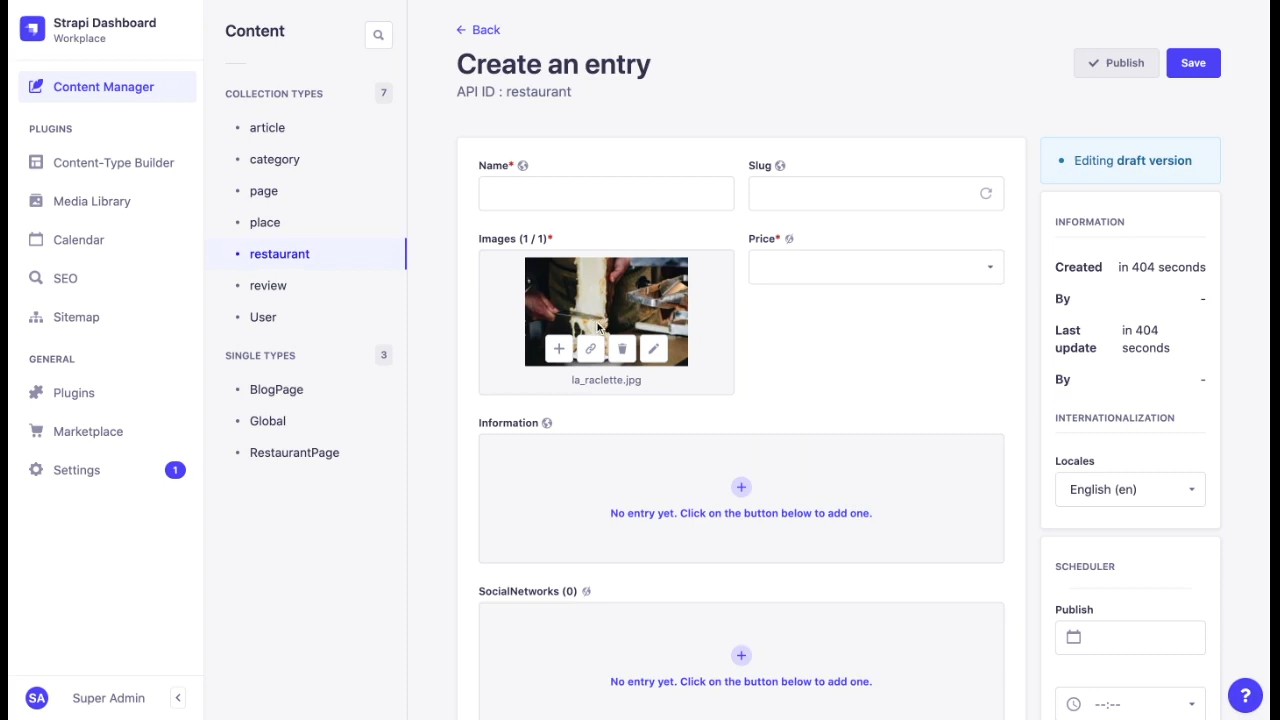 Strapi Dashboard
Workplace
Content Manager
PLUGINS
Content-Type Builder
Media Library
Calendar
SEO
Sitemap
GENERAL
Plugins
Marketplace
Settings
1
SA
Super Admin
Content
COLLECTION TYPES
7
article
category
page
place
restaurant
review
User
SINGLE TYPES
3
BlogPage
Global
RestaurantPage
Back
Create an entry
API ID : restaurant
Publish
Save
Name*
Slug
Images (1 / 1)*
Price*
la_raclette.jpg
Information
No entry yet. Click on the button below to add one.
SocialNetworks (0)
No entry yet. Click on the button below to add one.
Editing draft version
INFORMATION
Created in 404 seconds
By -
Last update in 404 seconds
By -
INTERNATIONALIZATION
Locales
English (en)
SCHEDULER
Publish
--:--
?